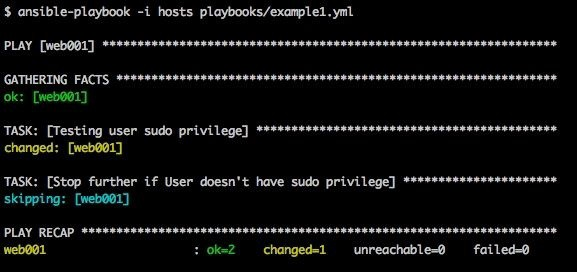 $ ansible-playbook -i hosts playbooks/example1.yml
PLAY [web001] *************************************************************
GATHERING FACTS ***********************************************************
ok: [web001]
TASK: [Testing user sudo privilege] ****************************************
changed: [web001]
TASK: [Stop further if User doesn't have sudo privilege] *********************
skipping: [web001]
PLAY RECAP ****************************************************************
web001 : ok=2 changed=1 unreachable=0 failed=0